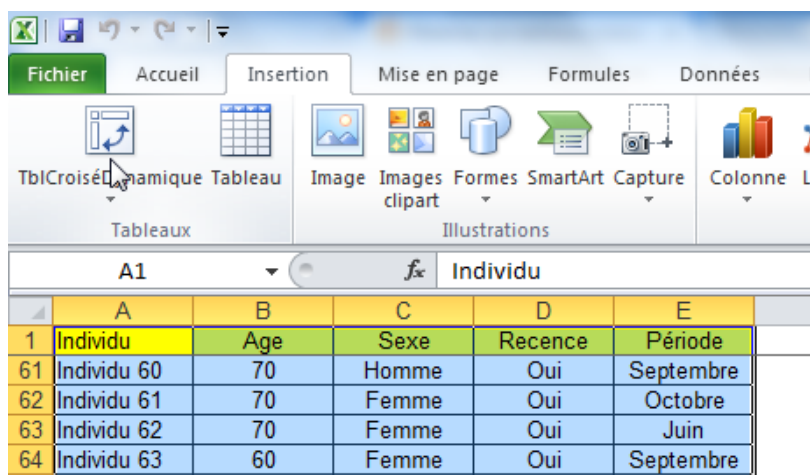 Fichier Accueil Insertion Mise en page Formules Données
TblCroiséDynamique Tableau Image Images clipart Formes SmartArt Capture Colonne L
Tableaux Illustrations
A1 fx Individu
A B C D E
1 Individu Age Sexe Recence Période
61 Individu 60 70 Homme Oui Septembre
62 Individu 61 70 Femme Oui Octobre
63 Individu 62 70 Femme Oui Juin
64 Individu 63 60 Femme Oui Septembre